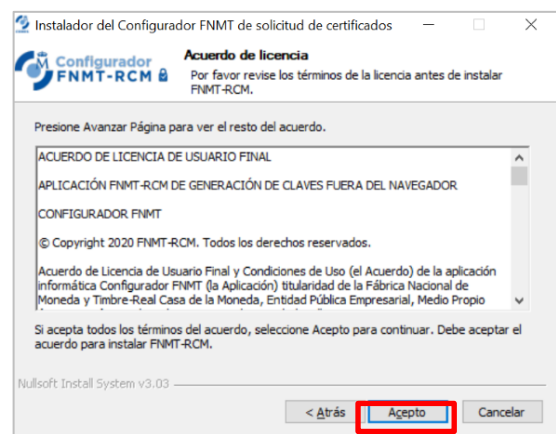 Instalador del Configurador FNMT de solicitud de certificados
Configurador
FNMT-RCM
Acuerdo de licencia
Por favor revise los términos de la licencia antes de instalar
FNMT-RCM.
Presione Avanzar Página para ver el resto del acuerdo.
ACUERDO DE LICENCIA DE USUARIO FINAL
APLICACIÓN FNMT-RCM DE GENERACIÓN DE CLAVES FUERA DEL NAVEGADOR
CONFIGURADOR FNMT
© Copyright 2020 FNMT-RCM. Todos los derechos reservados.
Acuerdo de Licencia de Usuario Final y Condiciones de Uso (el Acuerdo) de la aplicación
informática Configurador FNMT (la Aplicación) titularidad de la Fábrica Nacional de
Moneda y Timbre-Real Casa de la Moneda, Entidad Pública Empresarial, Medio Propio
Si acepta todos los términos del acuerdo, seleccione Acepto para continuar. Debe aceptar el
acuerdo para instalar FNMT-RCM.
Nullsoft Install System v3.03
< Atrás Acepto Cancelar